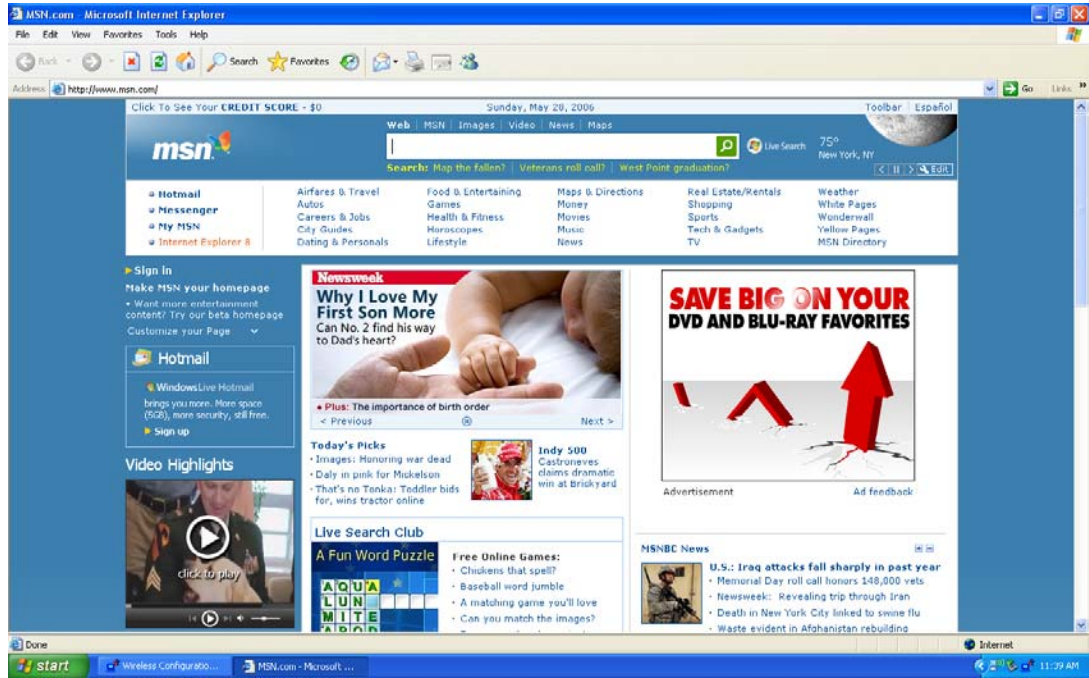 MSN.com - Microsoft Internet Explorer
File Edit View Favorites Tools Help
Back Search Favorites
Address http://www.msn.com/ Go Links
Click To See Your CREDIT SCORE - $0 Sunday, May 28, 2006 Toolbar Español
Web MSN Images Video News Maps
msn
Live Search
75°
New York, NY
Search: Map the fallen? Veterans roll call? West Point graduation?
Edit
Hotmail Airfares & Travel Food & Entertaining Maps & Directions Real Estate/Rentals Weather
Messenger Autos Games Money Shopping White Pages
My MSN Careers & Jobs Health & Fitness Movies Sports Wonderwall
Internet Explorer 8 City Guides Horoscopes Music Tech & Gadgets Yellow Pages
Dating & Personals Lifestyle News TV MSN Directory
Sign in
Make MSN your homepage
• Want more entertainment
content? Try our beta homepage
Customize your Page
Hotmail
WindowsLive Hotmail
brings you more. More space
(5GB), more security, still free.
Sign up
Video Highlights
click to play
Newsweek
Why I Love My
First Son More
Can No. 2 find his way
to Dad's heart?
• Plus: The importance of birth order
< Previous Next >
Today's Picks
· Images: Honoring war dead
· Daly in pink for Mickelson
· That's no Tonka: Toddler bids
for, wins tractor online
Indy 500
Castroneves
claims dramatic
win at Brickyard
Live Search Club
A Fun Word Puzzle
AQUA
LUN
MITE
Free Online Games:
· Chickens that spell?
· Baseball word jumble
· A matching game you'll love
· Can you match the images?
SAVE BIG ON YOUR
DVD AND BLU-RAY FAVORITES
Advertisement Ad feedback
MSNBC News
U.S.: Iraq attacks fall sharply in past year
· Memorial Day roll call honors 148,000 vets
· Newsweek: Revealing trip through Iran
· Death in New York City linked to swine flu
· Waste evident in Afghanistan rebuilding
Done Internet
start Wireless Configuratio... MSN.com - Microsoft ... 11:39 AM